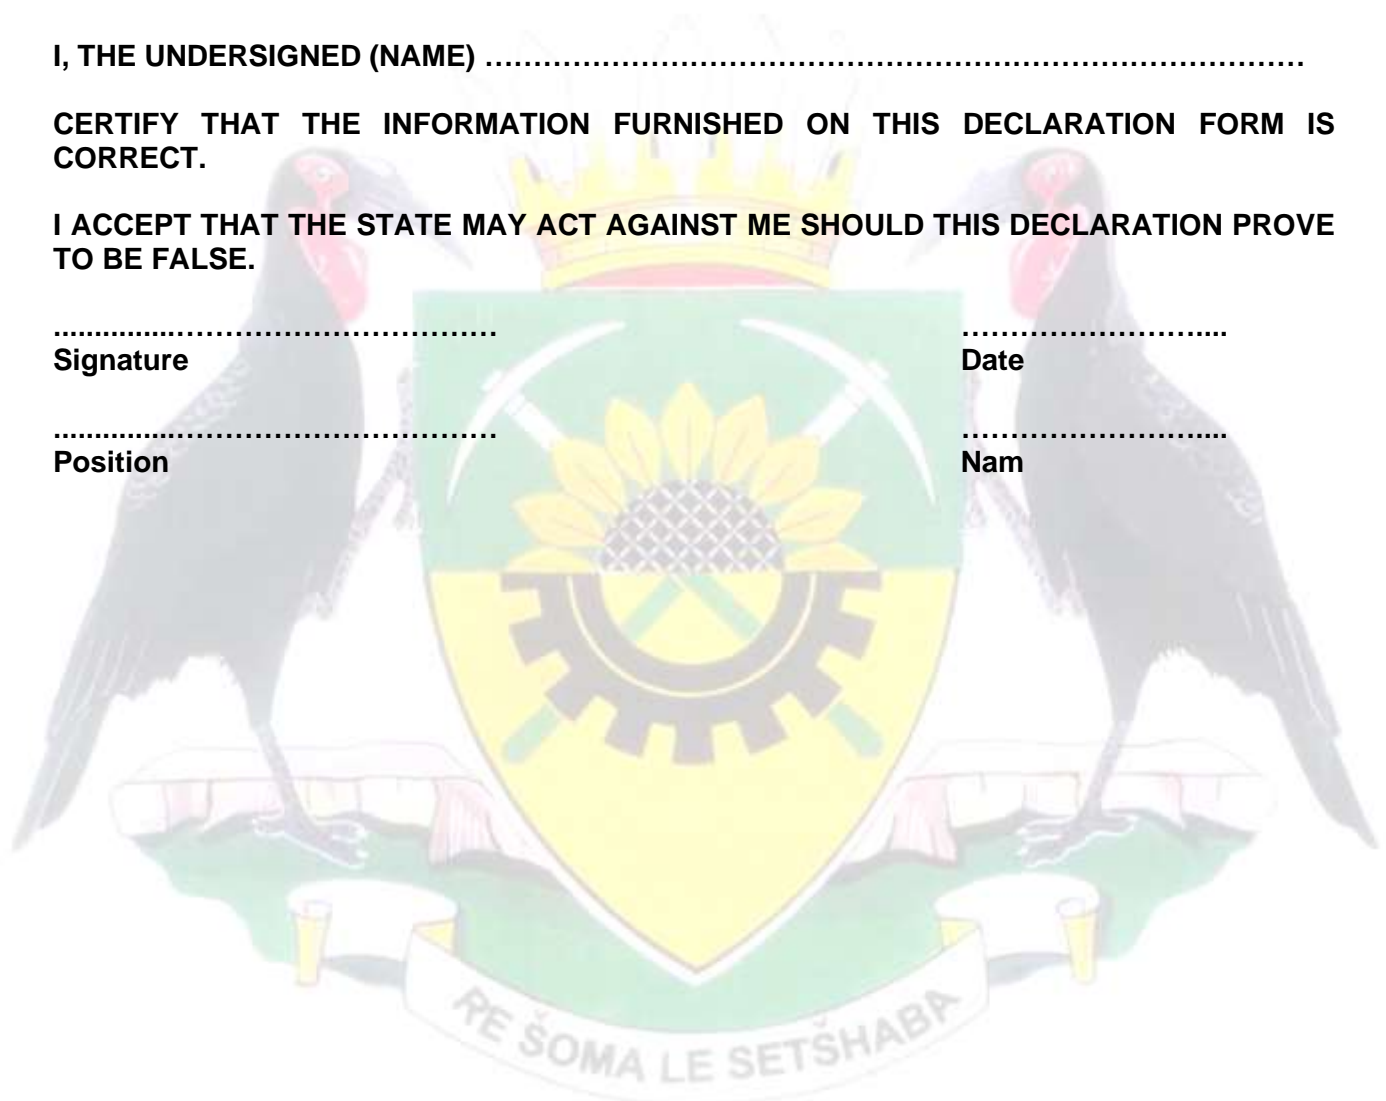 I, THE UNDERSIGNED (NAME) ………………………………………………………………………
CERTIFY THAT THE INFORMATION FURNISHED ON THIS DECLARATION FORM IS
CORRECT.
I ACCEPT THAT THE STATE MAY ACT AGAINST ME SHOULD THIS DECLARATION PROVE
TO BE FALSE.
...............…………………………… ……………………....
Signature Date
...............…………………………… ……………………....
Position Nam
RE ŠOMA LE SETŠHABA